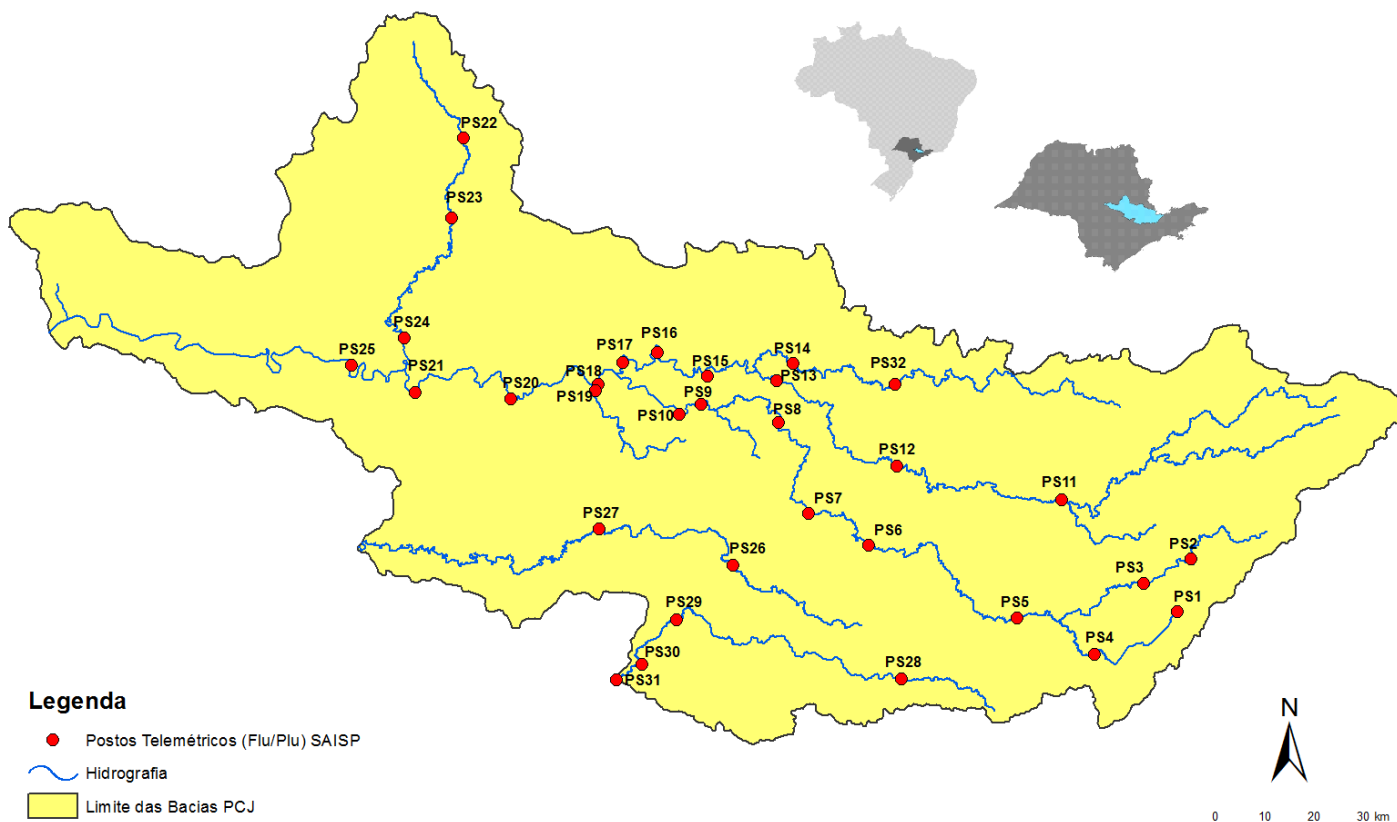 PS22
PS23
PS24
PS25
PS21
PS20
PS18
PS19
PS17
PS16
PS15
PS14
PS13
PS32
PS9
PS10
PS8
PS12
PS11
PS7
PS6
PS27
PS26
PS2
PS3
PS1
PS5
PS4
PS29
PS30
PS31
PS28
Legenda
Postos Telemétricos (Flu/Plu) SAISP
Hidrografia
Limite das Bacias PCJ
N
0 10 20 30 km